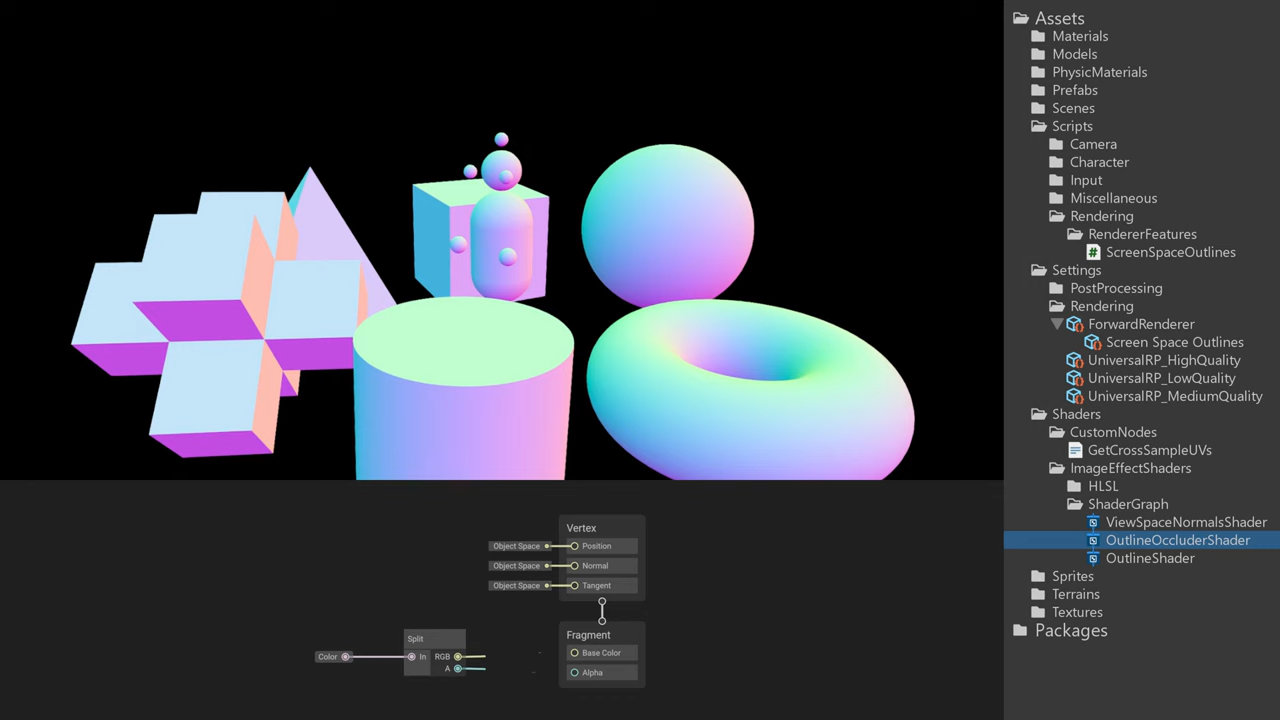 Assets
Materials
Models
PhysicMaterials
Prefabs
Scenes
Scripts
Camera
Character
Input
Miscellaneous
Rendering
RendererFeatures
ScreenSpaceOutlines
Settings
PostProcessing
Rendering
ForwardRenderer
Screen Space Outlines
UniversalRP_HighQuality
UniversalRP_LowQuality
UniversalRP_MediumQuality
Shaders
CustomNodes
GetCrossSampleUVs
ImageEffectShaders
HLSL
ShaderGraph
ViewSpaceNormalsShader
OutlineOccluderShader
OutlineShader
Sprites
Terrains
Textures
Packages
Vertex
Object Space Position
Object Space Normal
Object Space Tangent
Fragment
Base Color
Alpha
Split
Color In RGB
A